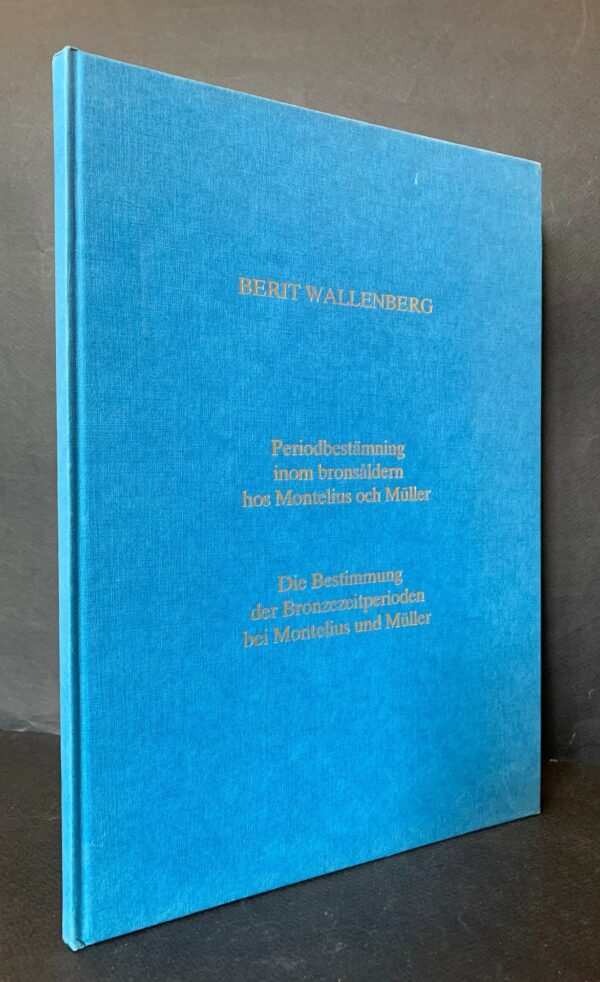 BERIT WALLENBERG
Periodbestämning
inom bronsåldern
hos Montelius och Müller
Die Bestimmung
der Bronzezeitperioden
bei Montelius und Müller